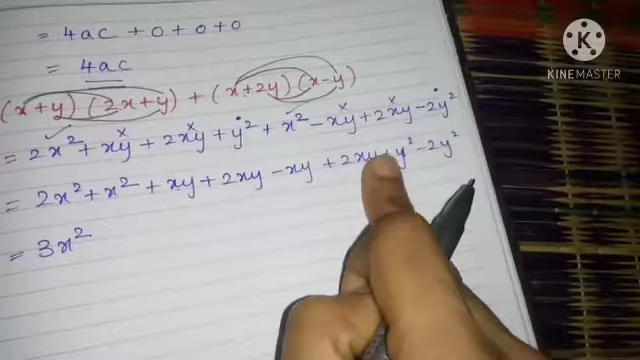 = 4ac + 0 + 0 + 0
= 4ac
(x+y) (2x+y) + (x+2y) (x-y)
= 2x² + xy + 2xy + y² + x² - xy + 2xy - 2y²
= 2x² + x² + xy + 2xy - xy + 2xy + y² - 2y²
= 3x²
KINEMASTER